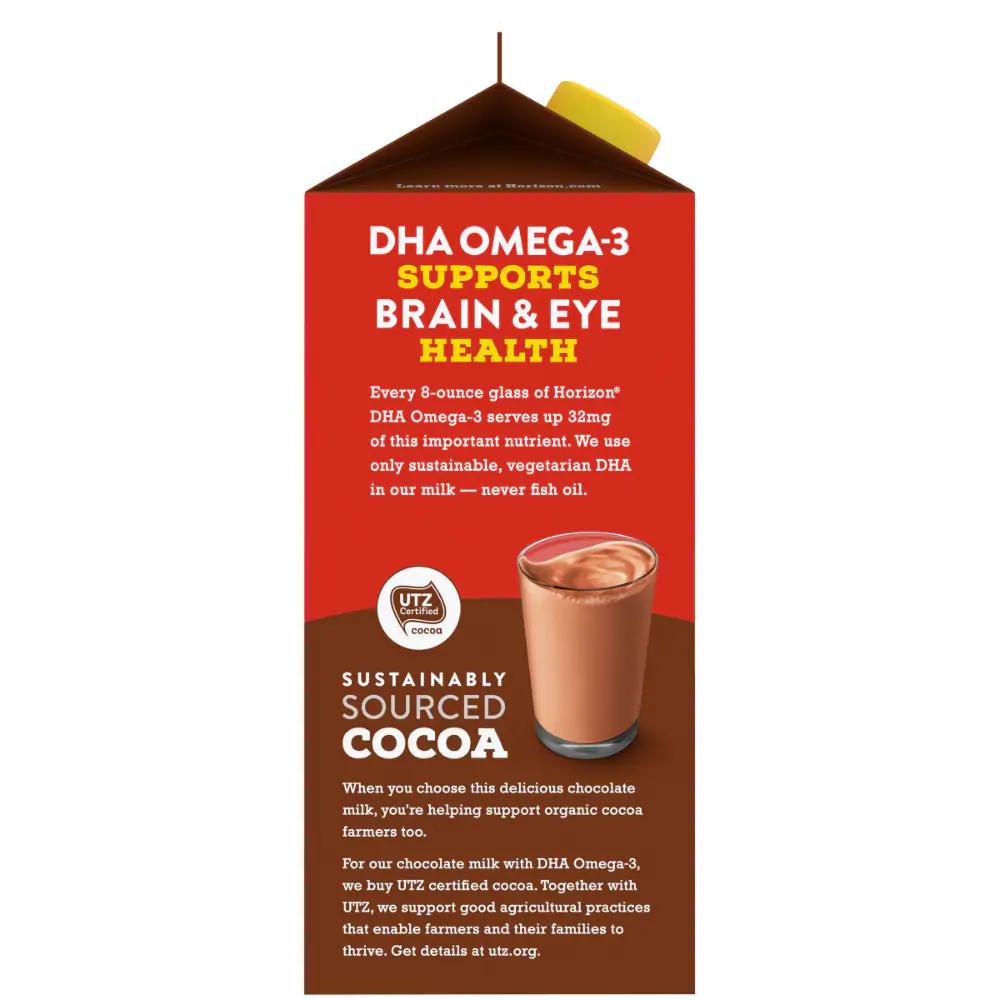 Learn more at Horizon.com
DHA OMEGA-3
SUPPORTS
BRAIN & EYE
HEALTH
Every 8-ounce glass of Horizon®
DHA Omega-3 serves up 32mg
of this important nutrient. We use
only sustainable, vegetarian DHA
in our milk — never fish oil.
UTZ
Certified
cocoa
SUSTAINABLY
SOURCED
COCOA
When you choose this delicious chocolate
milk, you're helping support organic cocoa
farmers too.
For our chocolate milk with DHA Omega-3,
we buy UTZ certified cocoa. Together with
UTZ, we support good agricultural practices
that enable farmers and their families to
thrive. Get details at utz.org.